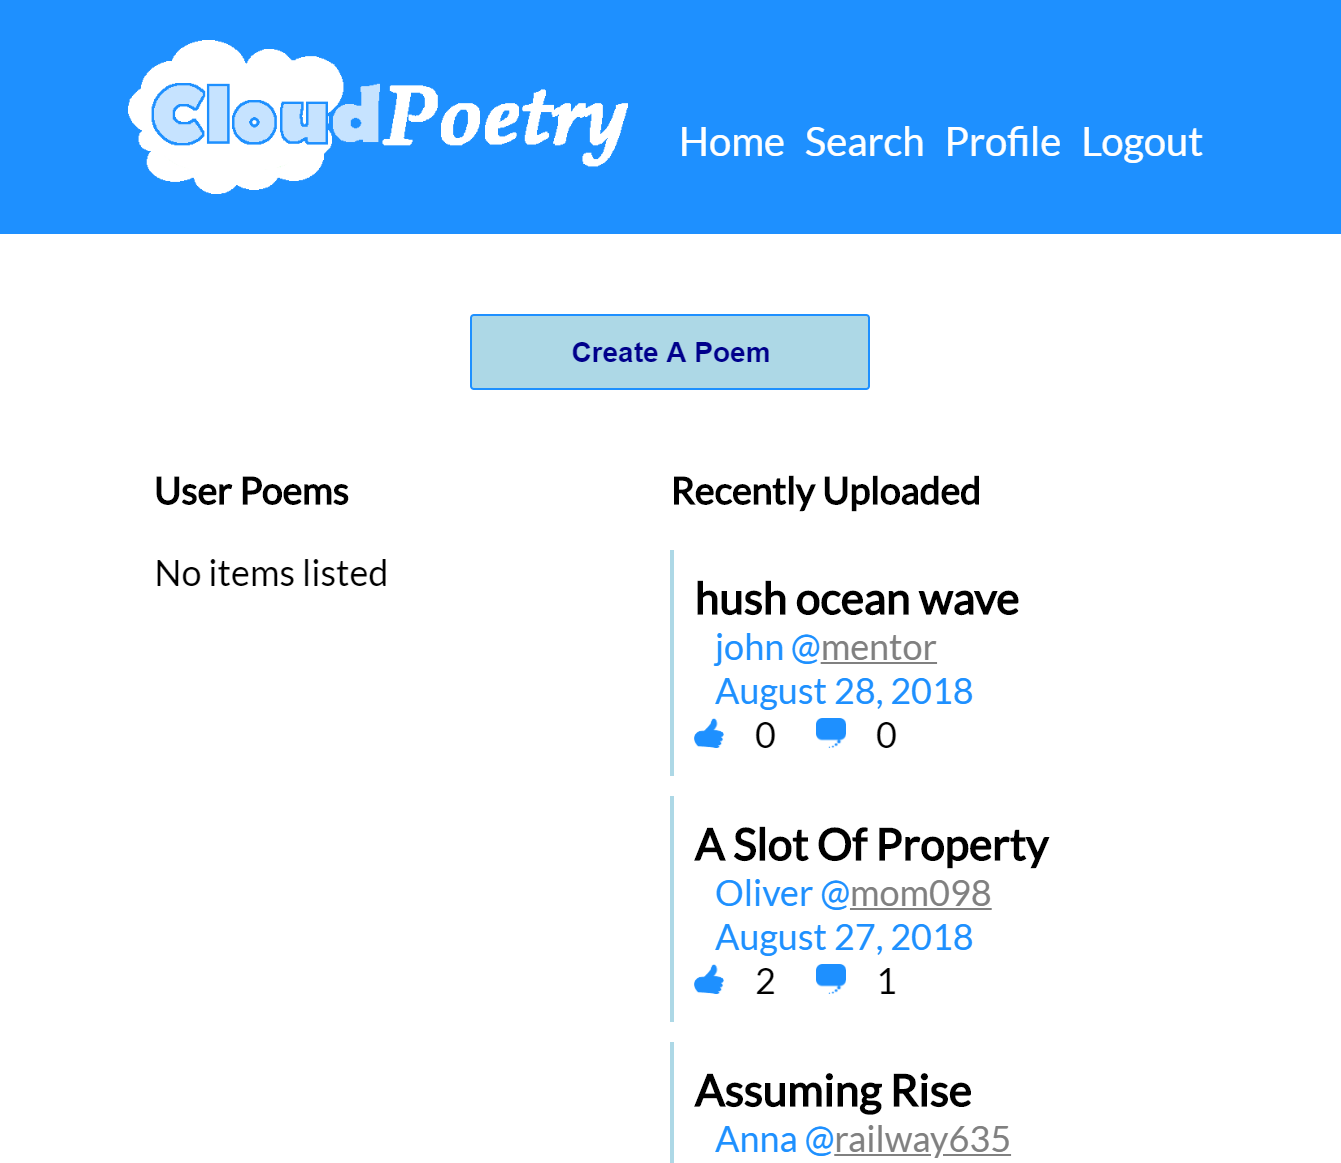 CloudPoetry
Home Search Profile Logout
Create A Poem
User Poems
No items listed
Recently Uploaded
hush ocean wave
john @mentor
August 28, 2018
0 0
A Slot Of Property
Oliver @mom098
August 27, 2018
2 1
Assuming Rise
Anna @railway635